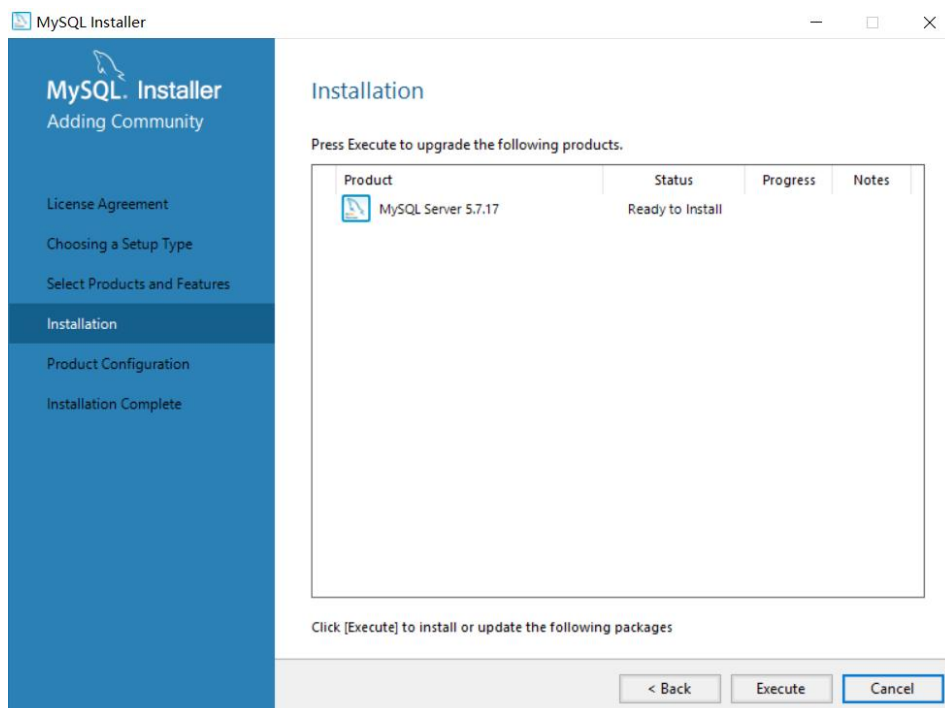 MySQL Installer
MySQL. Installer
Adding Community
License Agreement
Choosing a Setup Type
Select Products and Features
Installation
Product Configuration
Installation Complete
Installation
Press Execute to upgrade the following products.
Product Status Progress Notes
MySQL Server 5.7.17 Ready to Install
Click [Execute] to install or update the following packages
< Back Execute Cancel